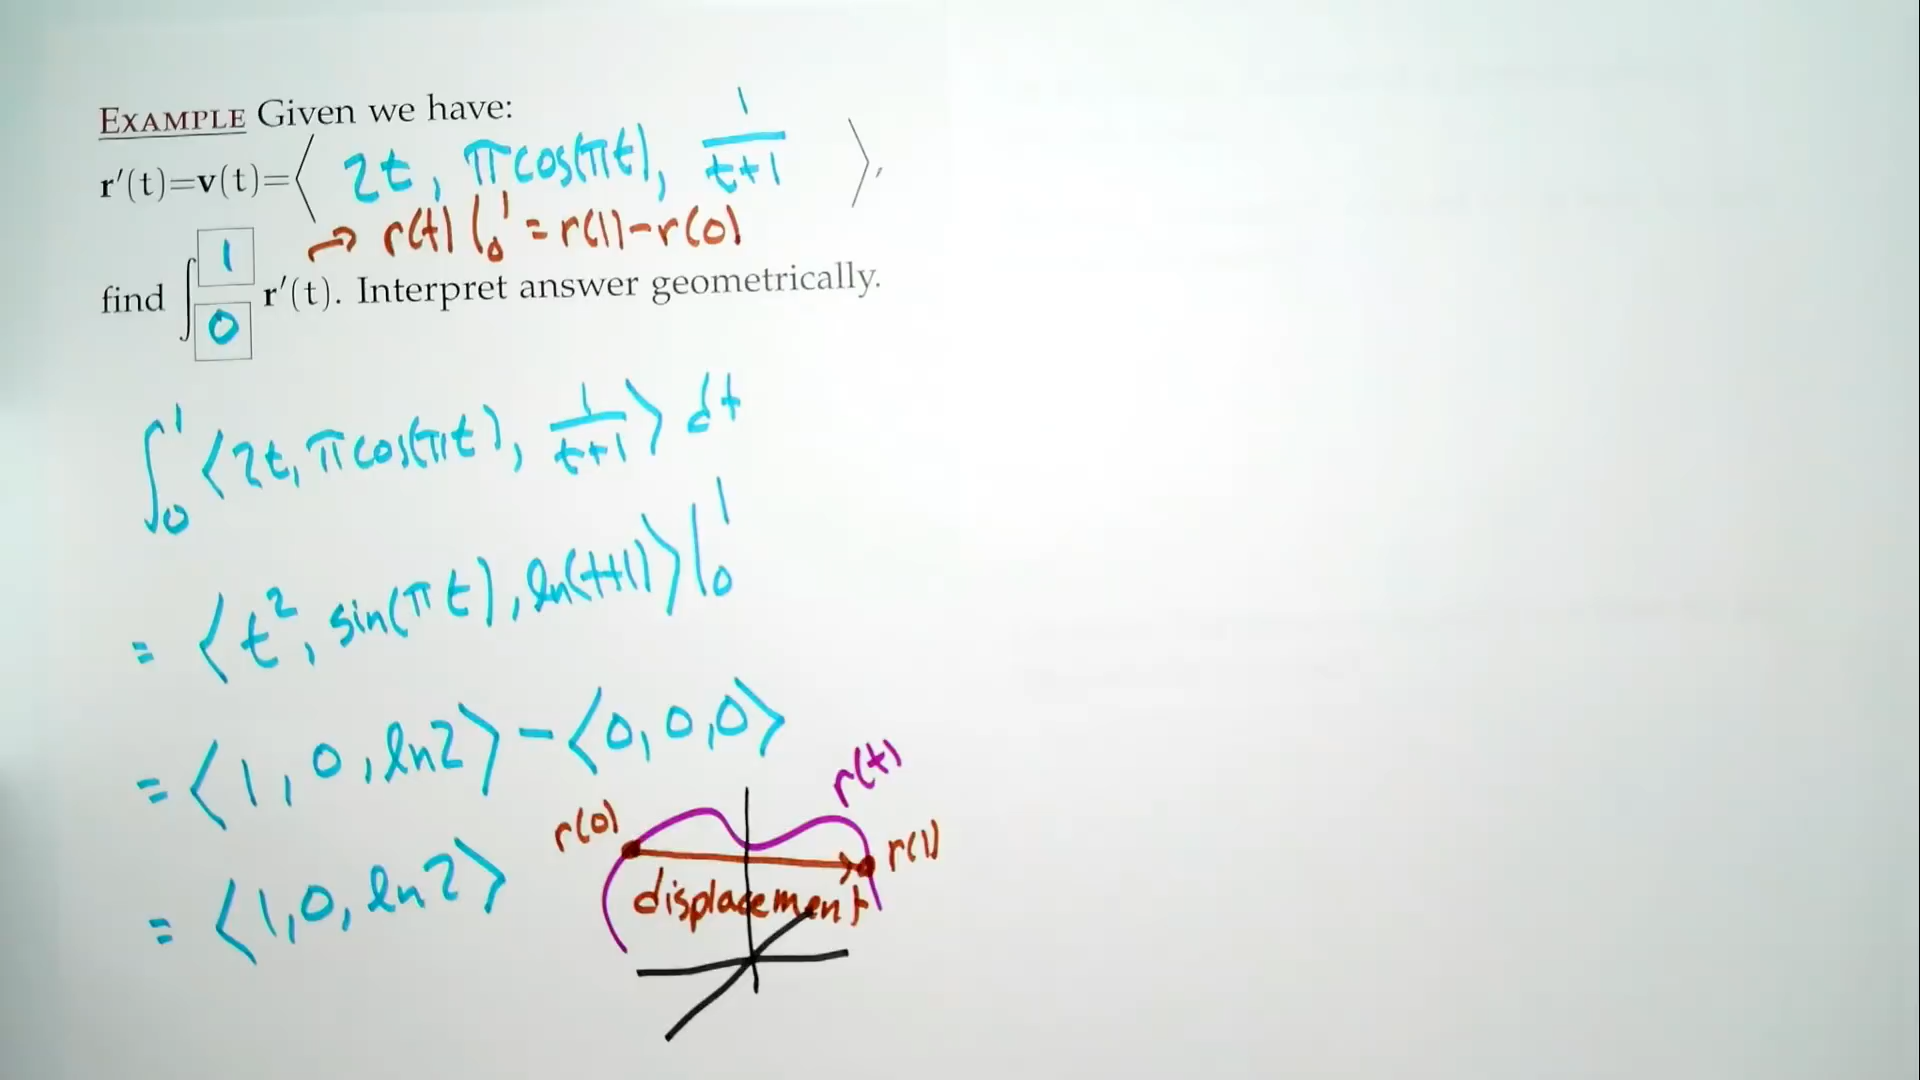 EXAMPLE Given we have:
r'(t)=v(t)=⟨ 2t, πcos(πt), 1/(t+1) ⟩,
→ r(t) |₀¹ = r(1)-r(0)
find ∫₀¹ r'(t). Interpret answer geometrically.
∫₀¹ ⟨2t, πcos(πt), 1/(t+1)⟩ dt
= ⟨t², sin(πt), ln(t+1)⟩|₀¹
= ⟨1, 0, ln2⟩ - ⟨0, 0, 0⟩
r(t)
r(0)
r(1)
displacement
= ⟨1, 0, ln2⟩